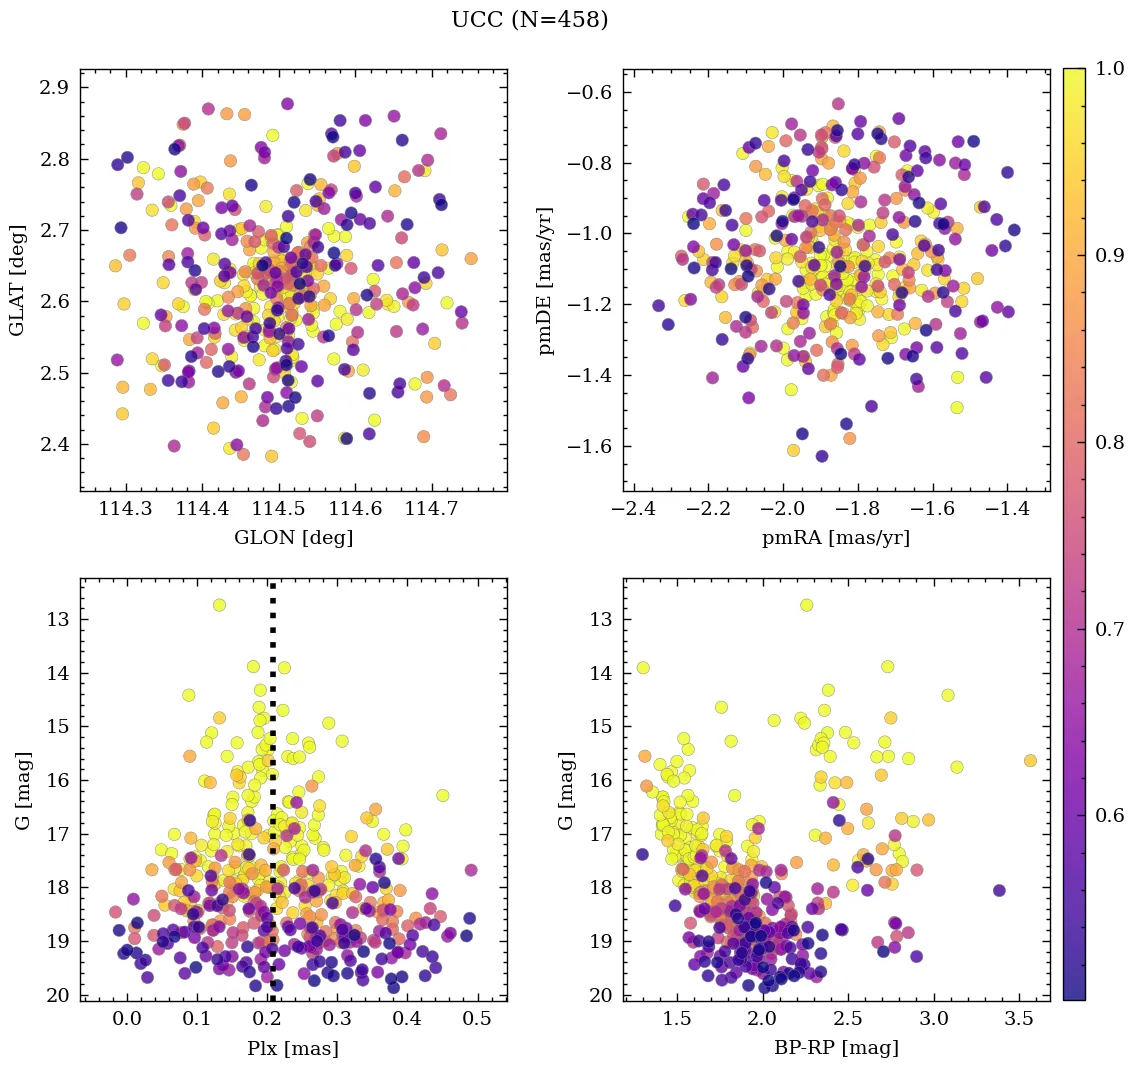 UCC (N=458)
2.9
2.8
2.7
2.6
2.5
2.4
GLAT [deg]
114.3 114.4 114.5 114.6 114.7
GLON [deg]
−0.6
−0.8
−1.0
−1.2
−1.4
−1.6
pmDE [mas/yr]
−2.4 −2.2 −2.0 −1.8 −1.6 −1.4
pmRA [mas/yr]
13
14
15
16
17
18
19
20
G [mag]
0.0 0.1 0.2 0.3 0.4 0.5
Plx [mas]
13
14
15
16
17
18
19
20
G [mag]
1.5 2.0 2.5 3.0 3.5
BP-RP [mag]
1.0
0.9
0.8
0.7
0.6